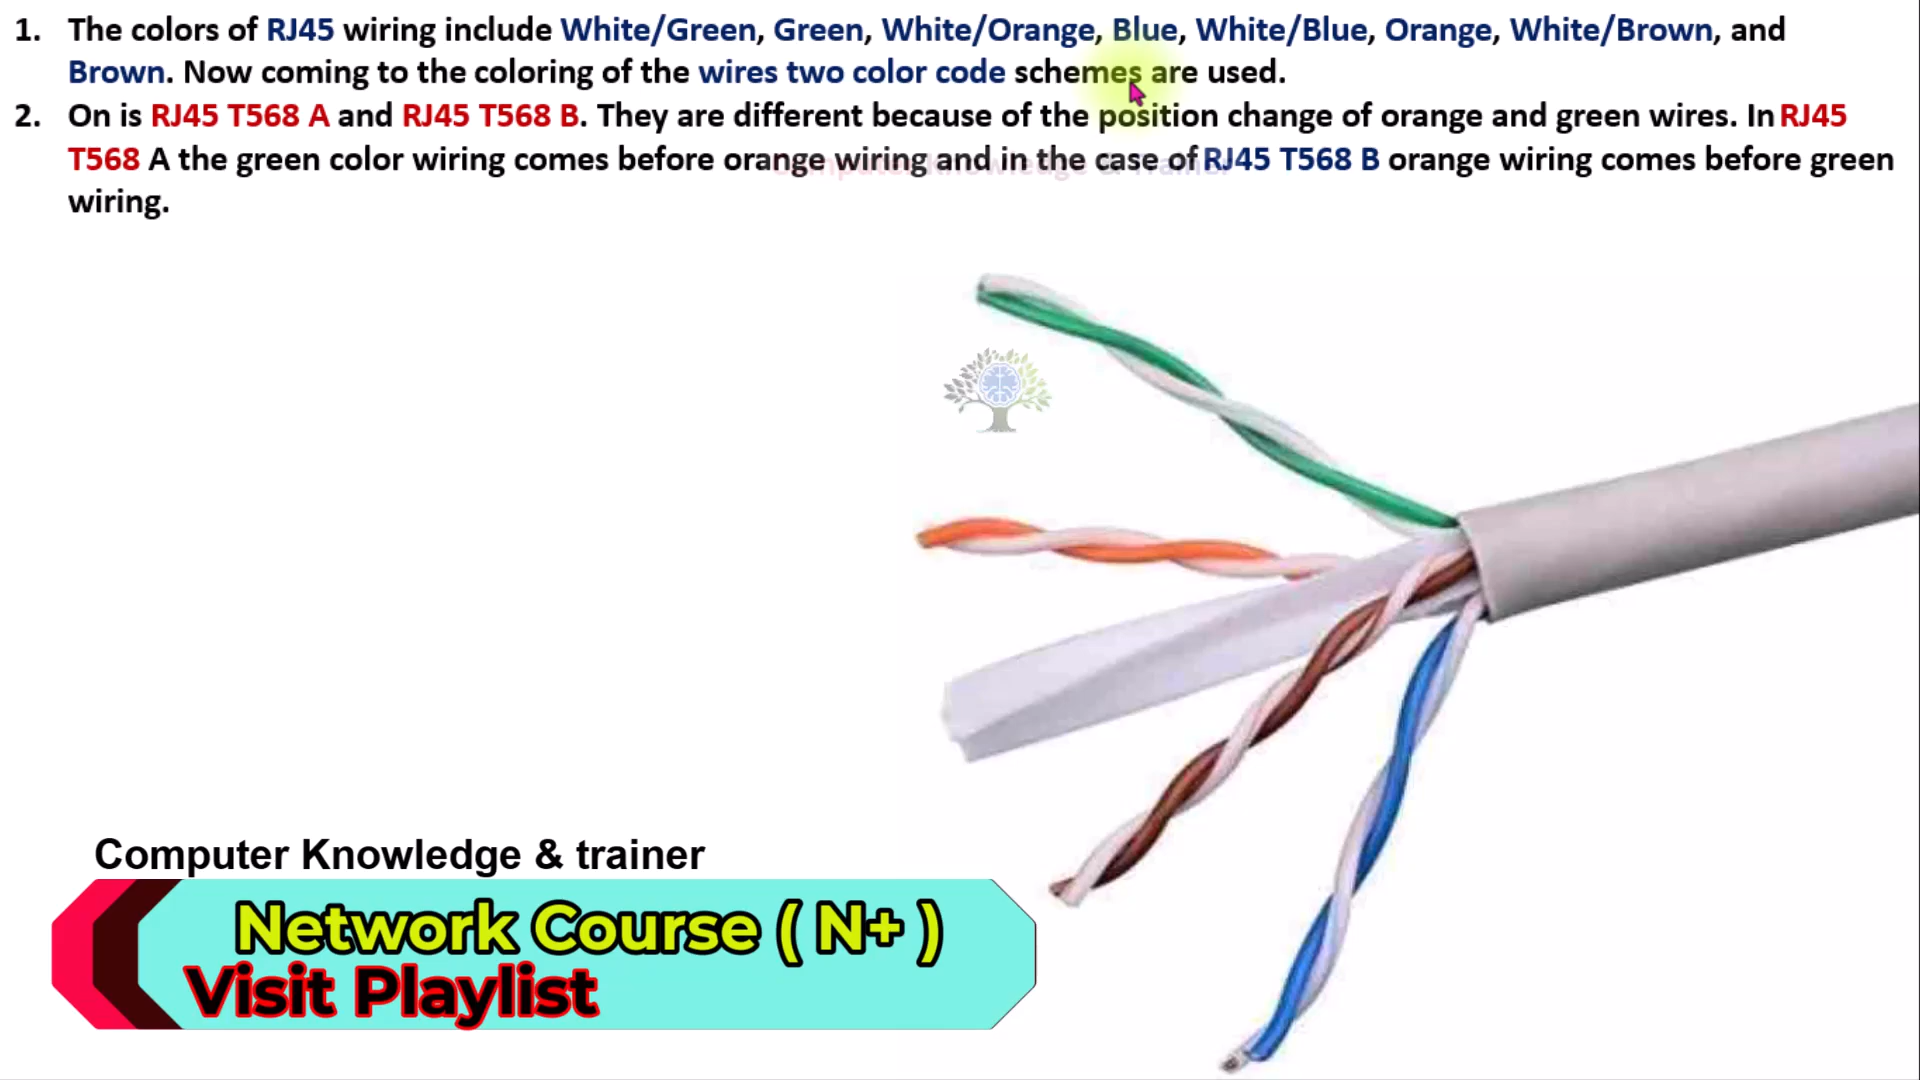 1. The colors of RJ45 wiring include White/Green, Green, White/Orange, Blue, White/Blue, Orange, White/Brown, and
Brown. Now coming to the coloring of the wires two color code schemes are used.
2. On is RJ45 T568 A and RJ45 T568 B. They are different because of the position change of orange and green wires. In RJ45
T568 A the green color wiring comes before orange wiring and in the case of RJ45 T568 B orange wiring comes before green
wiring.
Computer Knowledge & Trainer
Computer Knowledge & trainer
Network Course ( N+ )
Visit Playlist